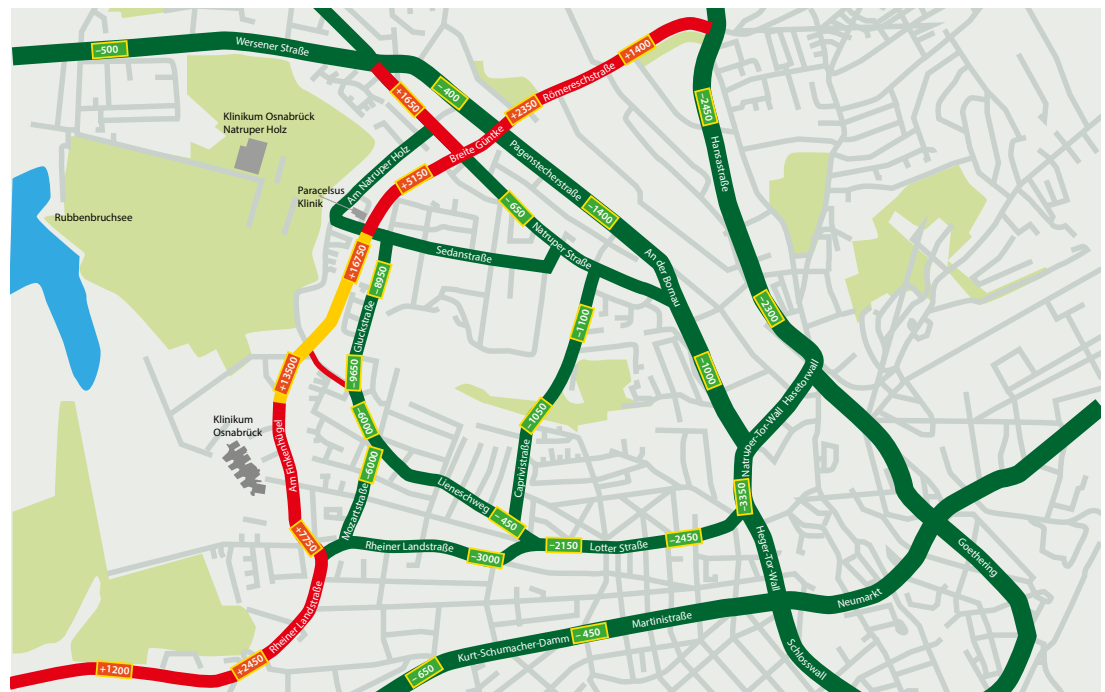 −500
Wersener Straße
+1400
Römereschstraße
+2350
−400
+1650
−2450
Klinikum Osnabrück
Natruper Holz
Breite Güntke
Pagenstecherstraße
Hansastraße
Am Natruper Holz
+5150
Paracelsus
Klinik
Rubbenbruchsee
−650
−1400
Natruper Straße
Sedanstraße
+16750
−8950
An der Bornau
−2300
−1100
Gluckstraße
+13500
−9650
−1000
Hasetorwall
Natruper-Tor-Wall
−6000
−1050
Klinikum
Osnabrück
Am Finkenhügel
−6000
Caprivistraße
Lieneschweg
−3350
Mozartstraße
−450
+7750
Rheiner Landstraße
−3000
−2150
Lotter Straße
−2450
Heger-Tor-Wall
Goethering
Rheiner Landstraße
Neumarkt
Martinistraße
−450
Kurt-Schumacher-Damm
−650
Schlosswall
+2450
+1200